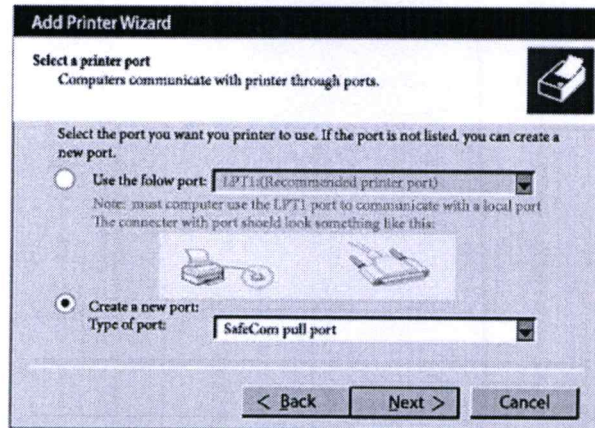 Add Printer Wizard
Select a printer port
Computers communicate with printer through ports.
Select the port you want you printer to use. If the port is not listed. you can create a
new port.
Use the folow port: LPT1:(Recommended printer port)
Note: must computer use the LPT1 port to communicate with a local port
The connecter with port should look something like this:
Create a new port:
Type of port: SafeCom pull port
< Back Next > Cancel